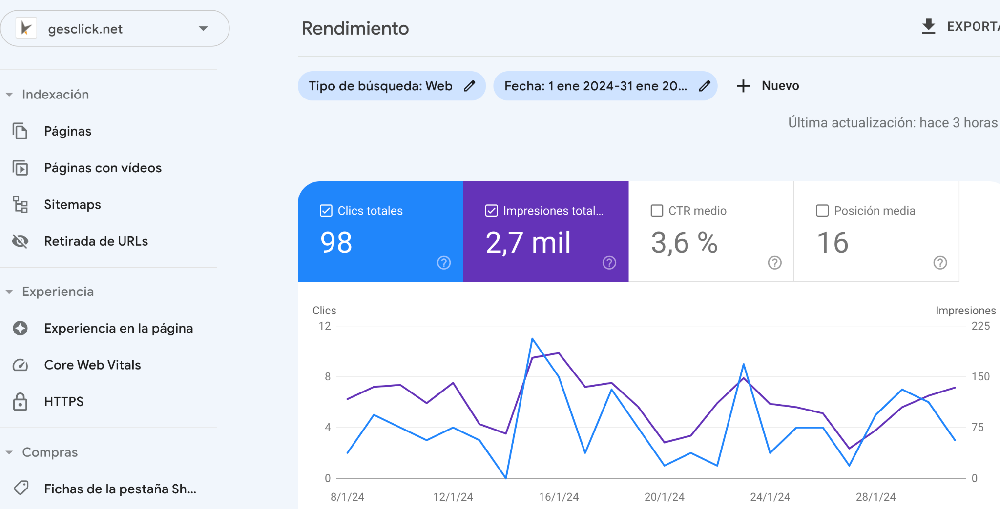 gesclick.net
Indexación
Páginas
Páginas con vídeos
Sitemaps
Retirada de URLs
Experiencia
Experiencia en la página
Core Web Vitals
HTTPS
Compras
Fichas de la pestaña Sh...
Rendimiento
EXPORTA
Tipo de búsqueda: Web
Fecha: 1 ene 2024-31 ene 20...
Nuevo
Última actualización: hace 3 horas
Clics totales
98
Impresiones total...
2,7 mil
CTR medio
3,6 %
Posición media
16
Clics
Impresiones
12
225
8
150
4
75
0
0
8/1/24 12/1/24 16/1/24 20/1/24 24/1/24 28/1/24